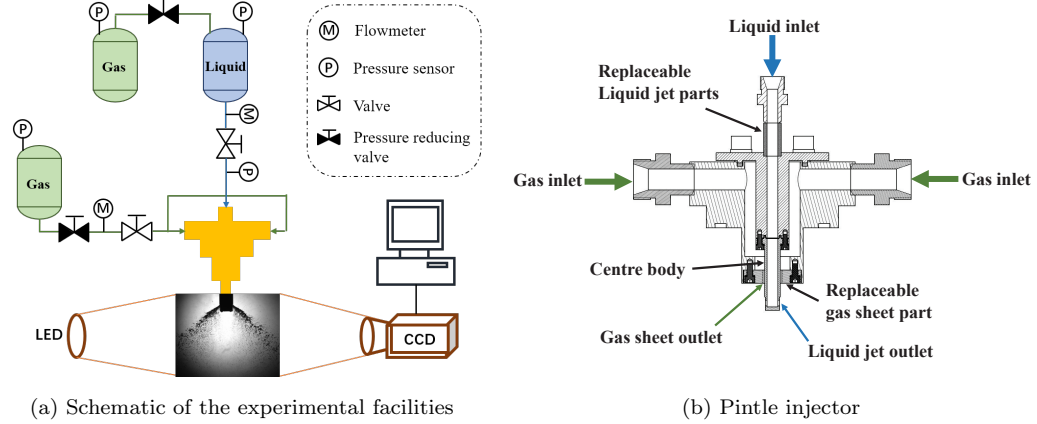 P
P
Gas
Liquid
M
Flowmeter
P
Pressure sensor
Valve
Pressure reducing
valve
M
P
P
Gas
M
LED
CCD
(a) Schematic of the experimental facilities
Liquid inlet
Replaceable
Liquid jet parts
Gas inlet
Gas inlet
Centre body
Replaceable
gas sheet part
Gas sheet outlet
Liquid jet outlet
(b) Pintle injector